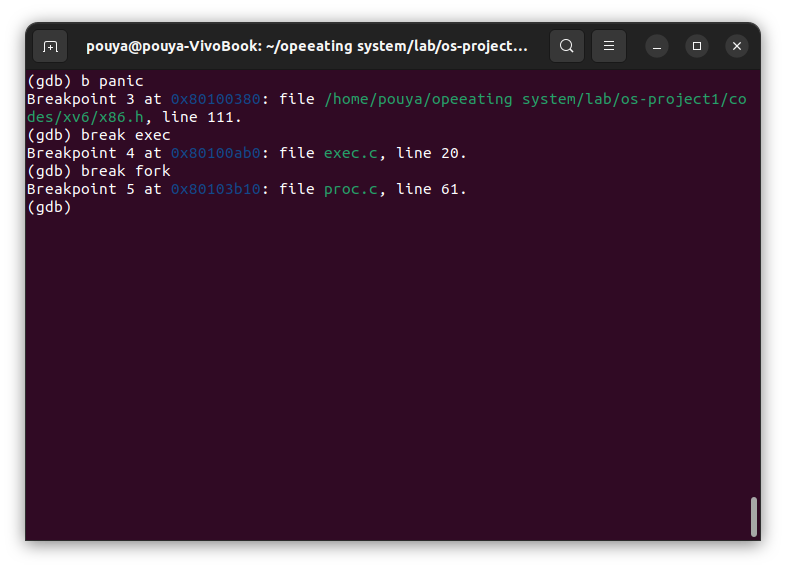 pouya@pouya-VivoBook: ~/opeeating system/lab/os-project...
(gdb) b panic
Breakpoint 3 at 0x80100380: file /home/pouya/opeeating system/lab/os-project1/co
des/xv6/x86.h, line 111.
(gdb) break exec
Breakpoint 4 at 0x80100ab0: file exec.c, line 20.
(gdb) break fork
Breakpoint 5 at 0x80103b10: file proc.c, line 61.
(gdb)